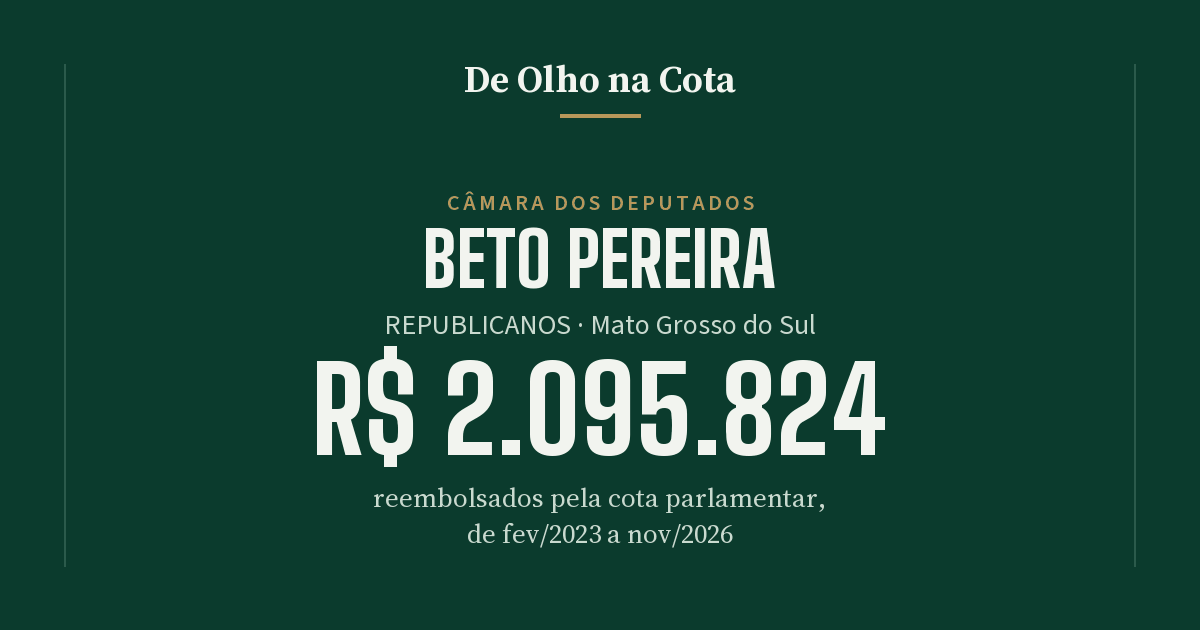 De Olho na Cota
CÂMARA DOS DEPUTADOS
BETO PEREIRA
REPUBLICANOS · Mato Grosso do Sul
R$ 2.095.824
reembolsados pela cota parlamentar,
de fev/2023 a nov/2026